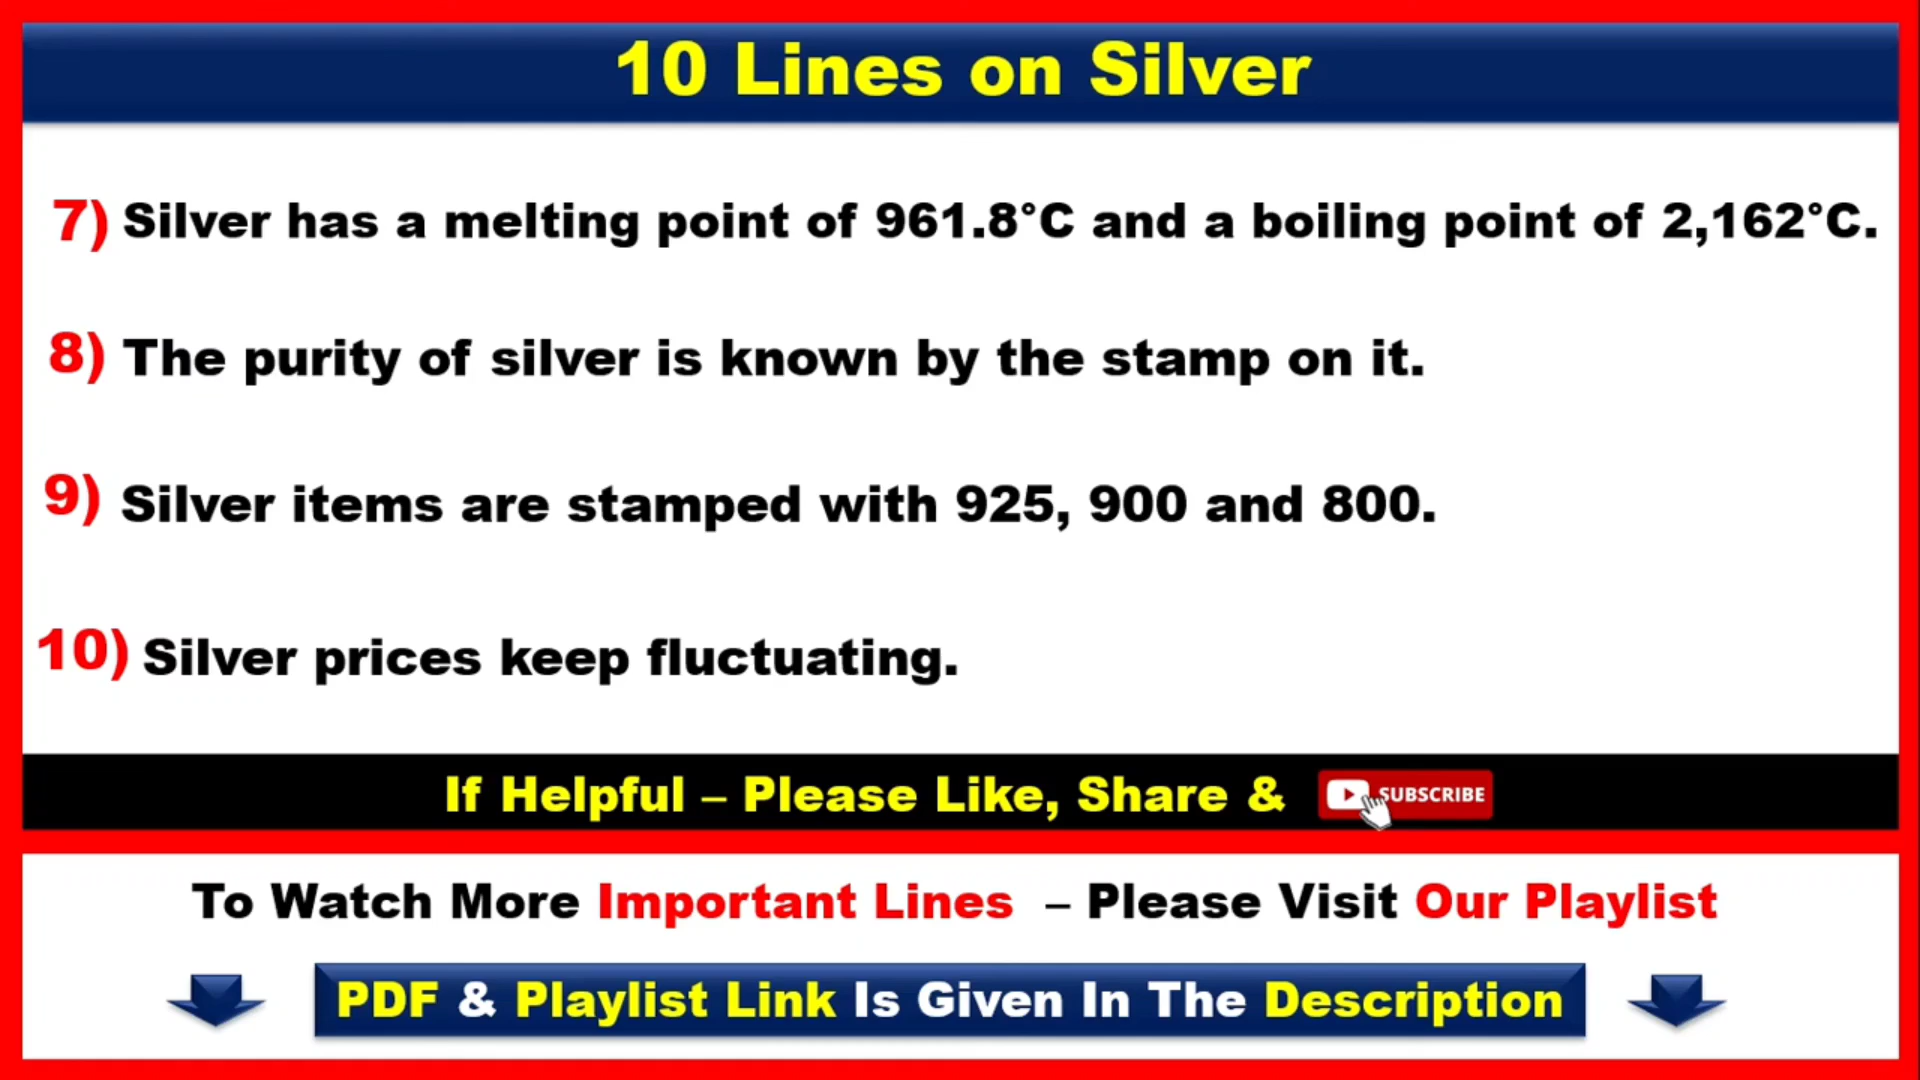 10 Lines on Silver
7) Silver has a melting point of 961.8°C and a boiling point of 2,162°C.
8) The purity of silver is known by the stamp on it.
9) Silver items are stamped with 925, 900 and 800.
10) Silver prices keep fluctuating.
If Helpful – Please Like, Share & SUBSCRIBE
To Watch More Important Lines – Please Visit Our Playlist
PDF & Playlist Link Is Given In The Description